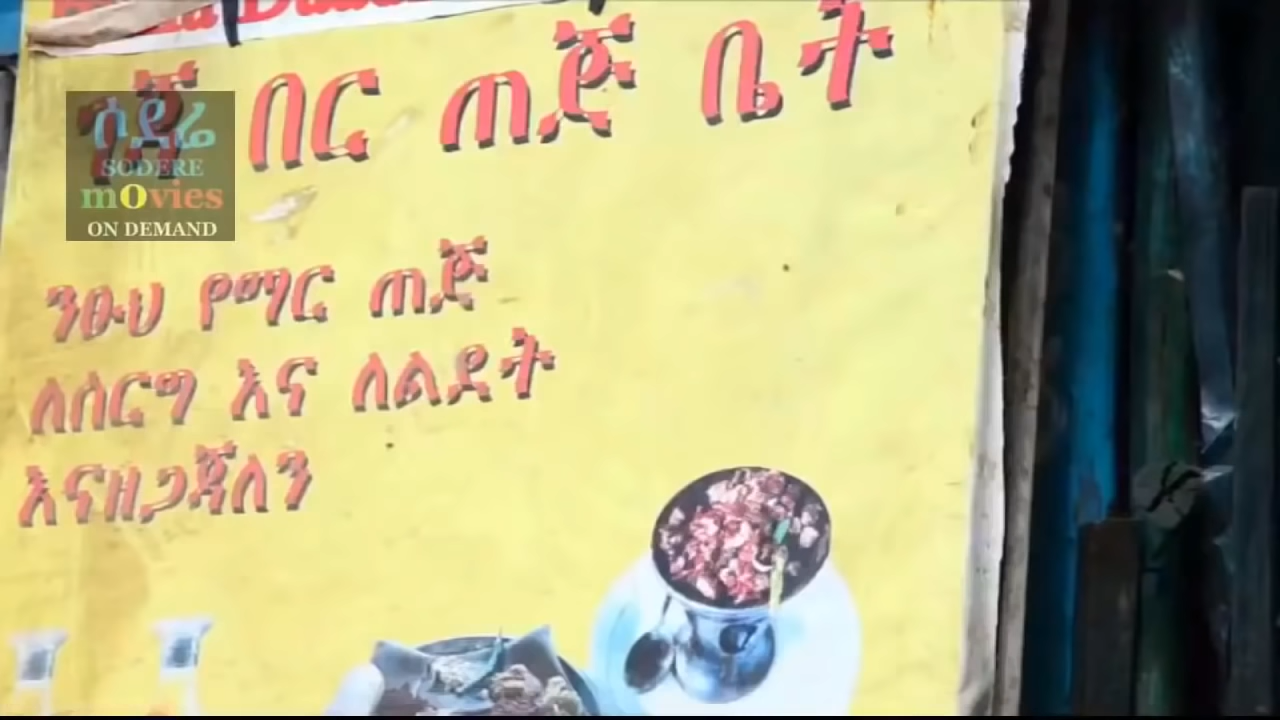 በር ጠጅ ቤት
ሶደሬ
SODERE
mOvies
ON DEMAND
ንፁህ የማር ጠጅ
ለሰርግ እና ለልደት
እናዘጋጃለን